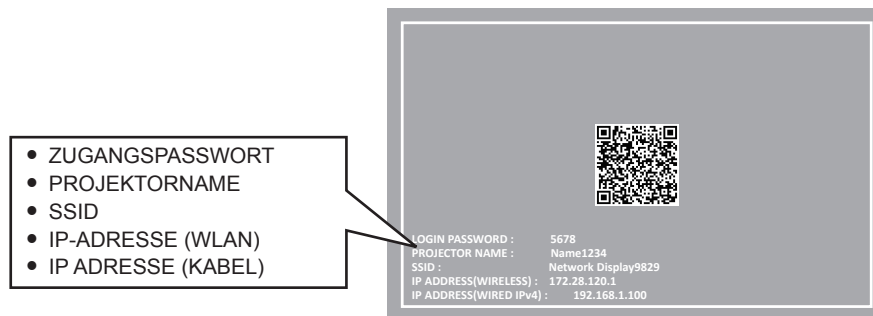 • ZUGANGSPASSWORT
• PROJEKTORNAME
• SSID
• IP-ADRESSE (WLAN)
• IP ADRESSE (KABEL)
LOGIN PASSWORD : 5678
PROJECTOR NAME : Name1234
SSID : Network Display9829
IP ADDRESS(WIRELESS) : 172.28.120.1
IP ADDRESS(WIRED IPv4) : 192.168.1.100